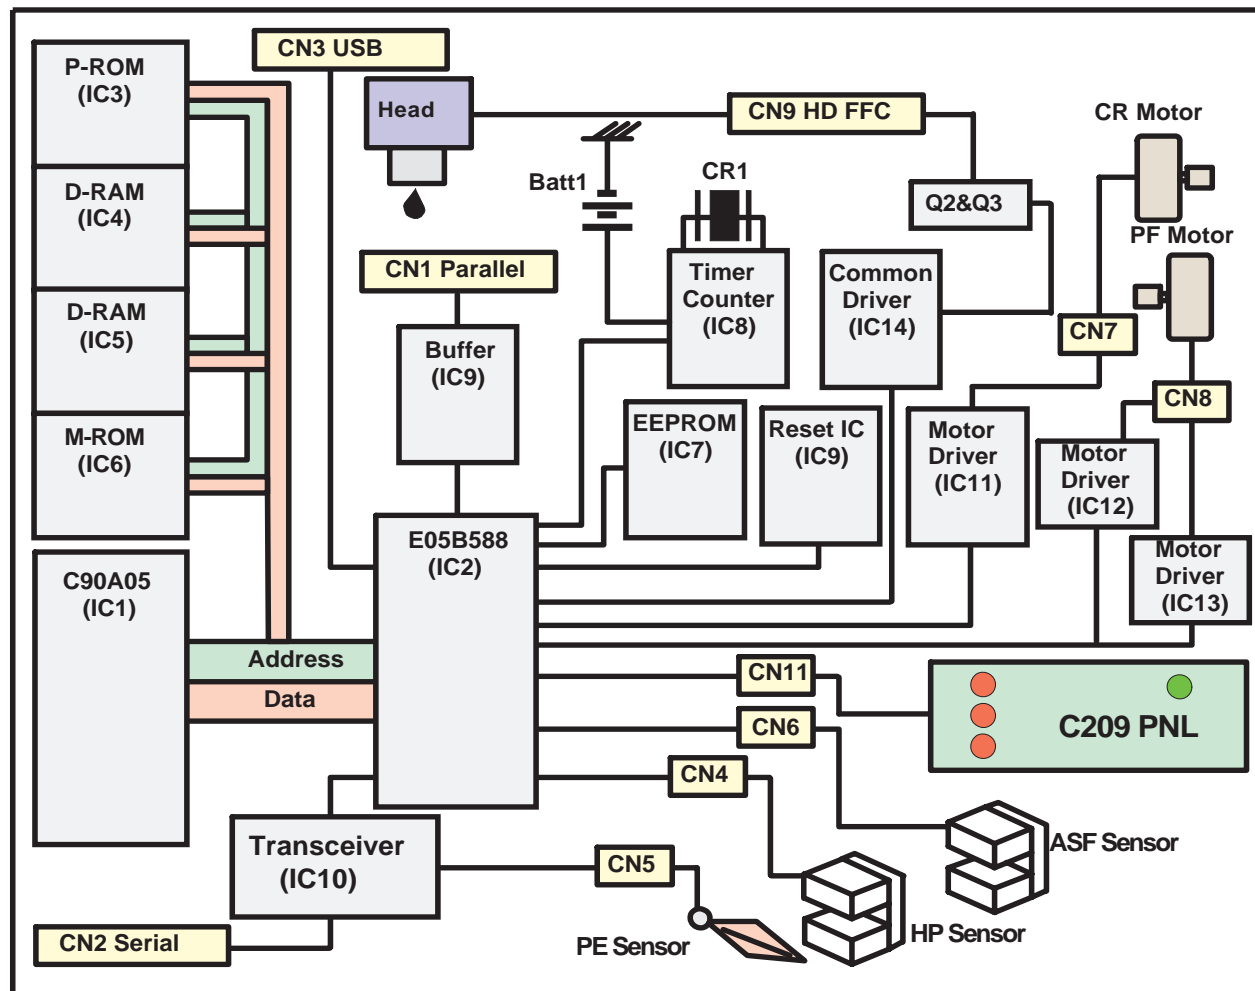 P-ROM
(IC3)
D-RAM
(IC4)
D-RAM
(IC5)
M-ROM
(IC6)
C90A05
(IC1)
CN3 USB
Head
CN9 HD FFC
CR Motor
Batt1
CR1
Q2&Q3
PF Motor
CN1 Parallel
Timer
Counter
(IC8)
Common
Driver
(IC14)
CN7
Buffer
(IC9)
CN8
EEPROM
(IC7)
Reset IC
(IC9)
Motor
Driver
(IC11)
Motor
Driver
(IC12)
E05B588
(IC2)
Motor
Driver
(IC13)
Address
Data
CN11
C209 PNL
CN6
CN4
Transceiver
(IC10)
CN5
ASF Sensor
CN2 Serial
PE Sensor
HP Sensor